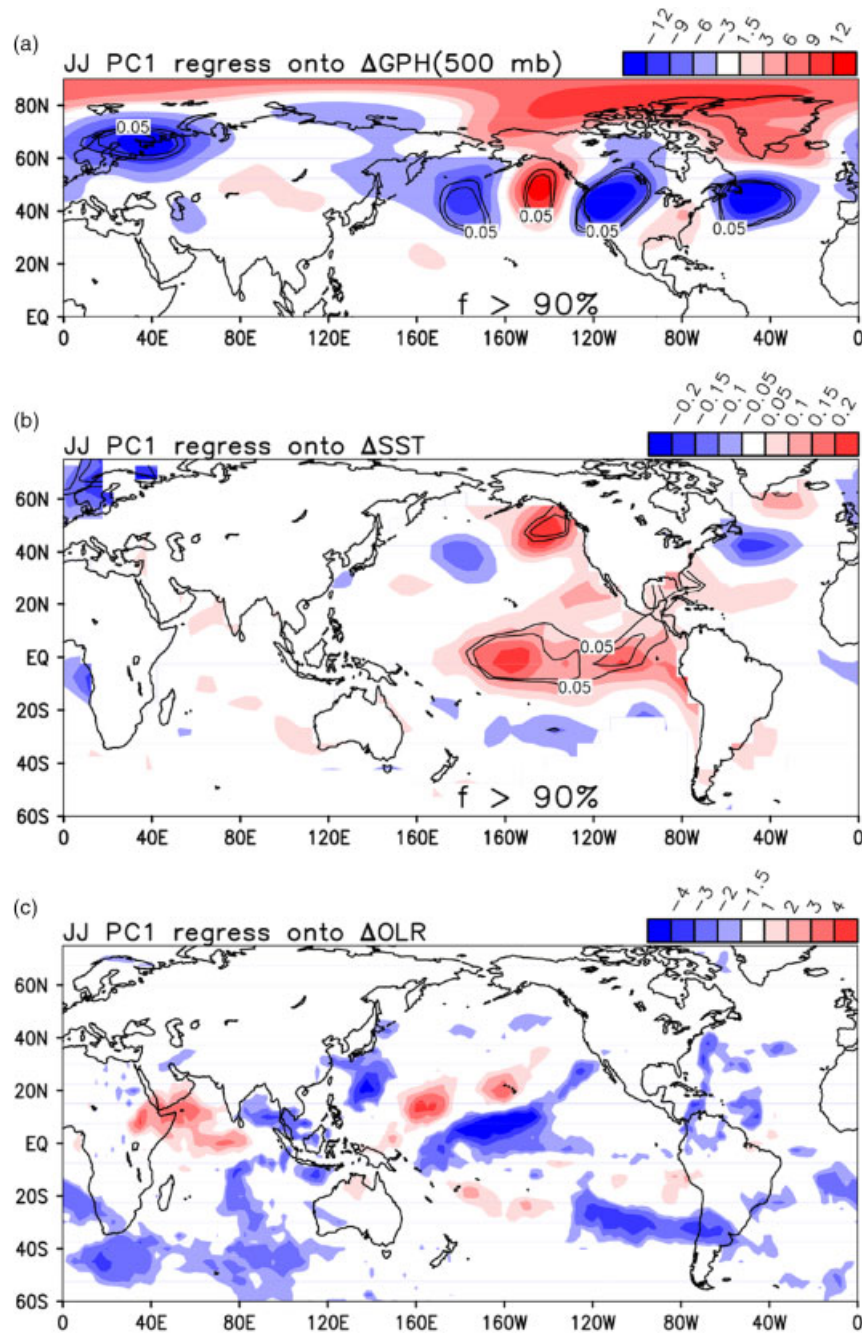 (a)
JJ PC1 regress onto ΔGPH(500 mb)
-12 -9 -6 -3 1.5 3 6 9 12
80N
60N
40N
20N
EQ
0.05
0.05
0.05
0.05
0.05
f > 90%
0 40E 80E 120E 160E 160W 120W 80W 40W 0
(b)
JJ PC1 regress onto ΔSST
-0.2 -0.15 -0.1 -0.05 0.05 0.1 0.15 0.2
60N
40N
20N
EQ
20S
40S
60S
0.05
0.05
f > 90%
0 40E 80E 120E 160E 160W 120W 80W 40W 0
(c)
JJ PC1 regress onto ΔOLR
-4 -3 -2 -1.5 1 2 3 4
60N
40N
20N
EQ
20S
40S
60S
0 40E 80E 120E 160E 160W 120W 80W 40W 0